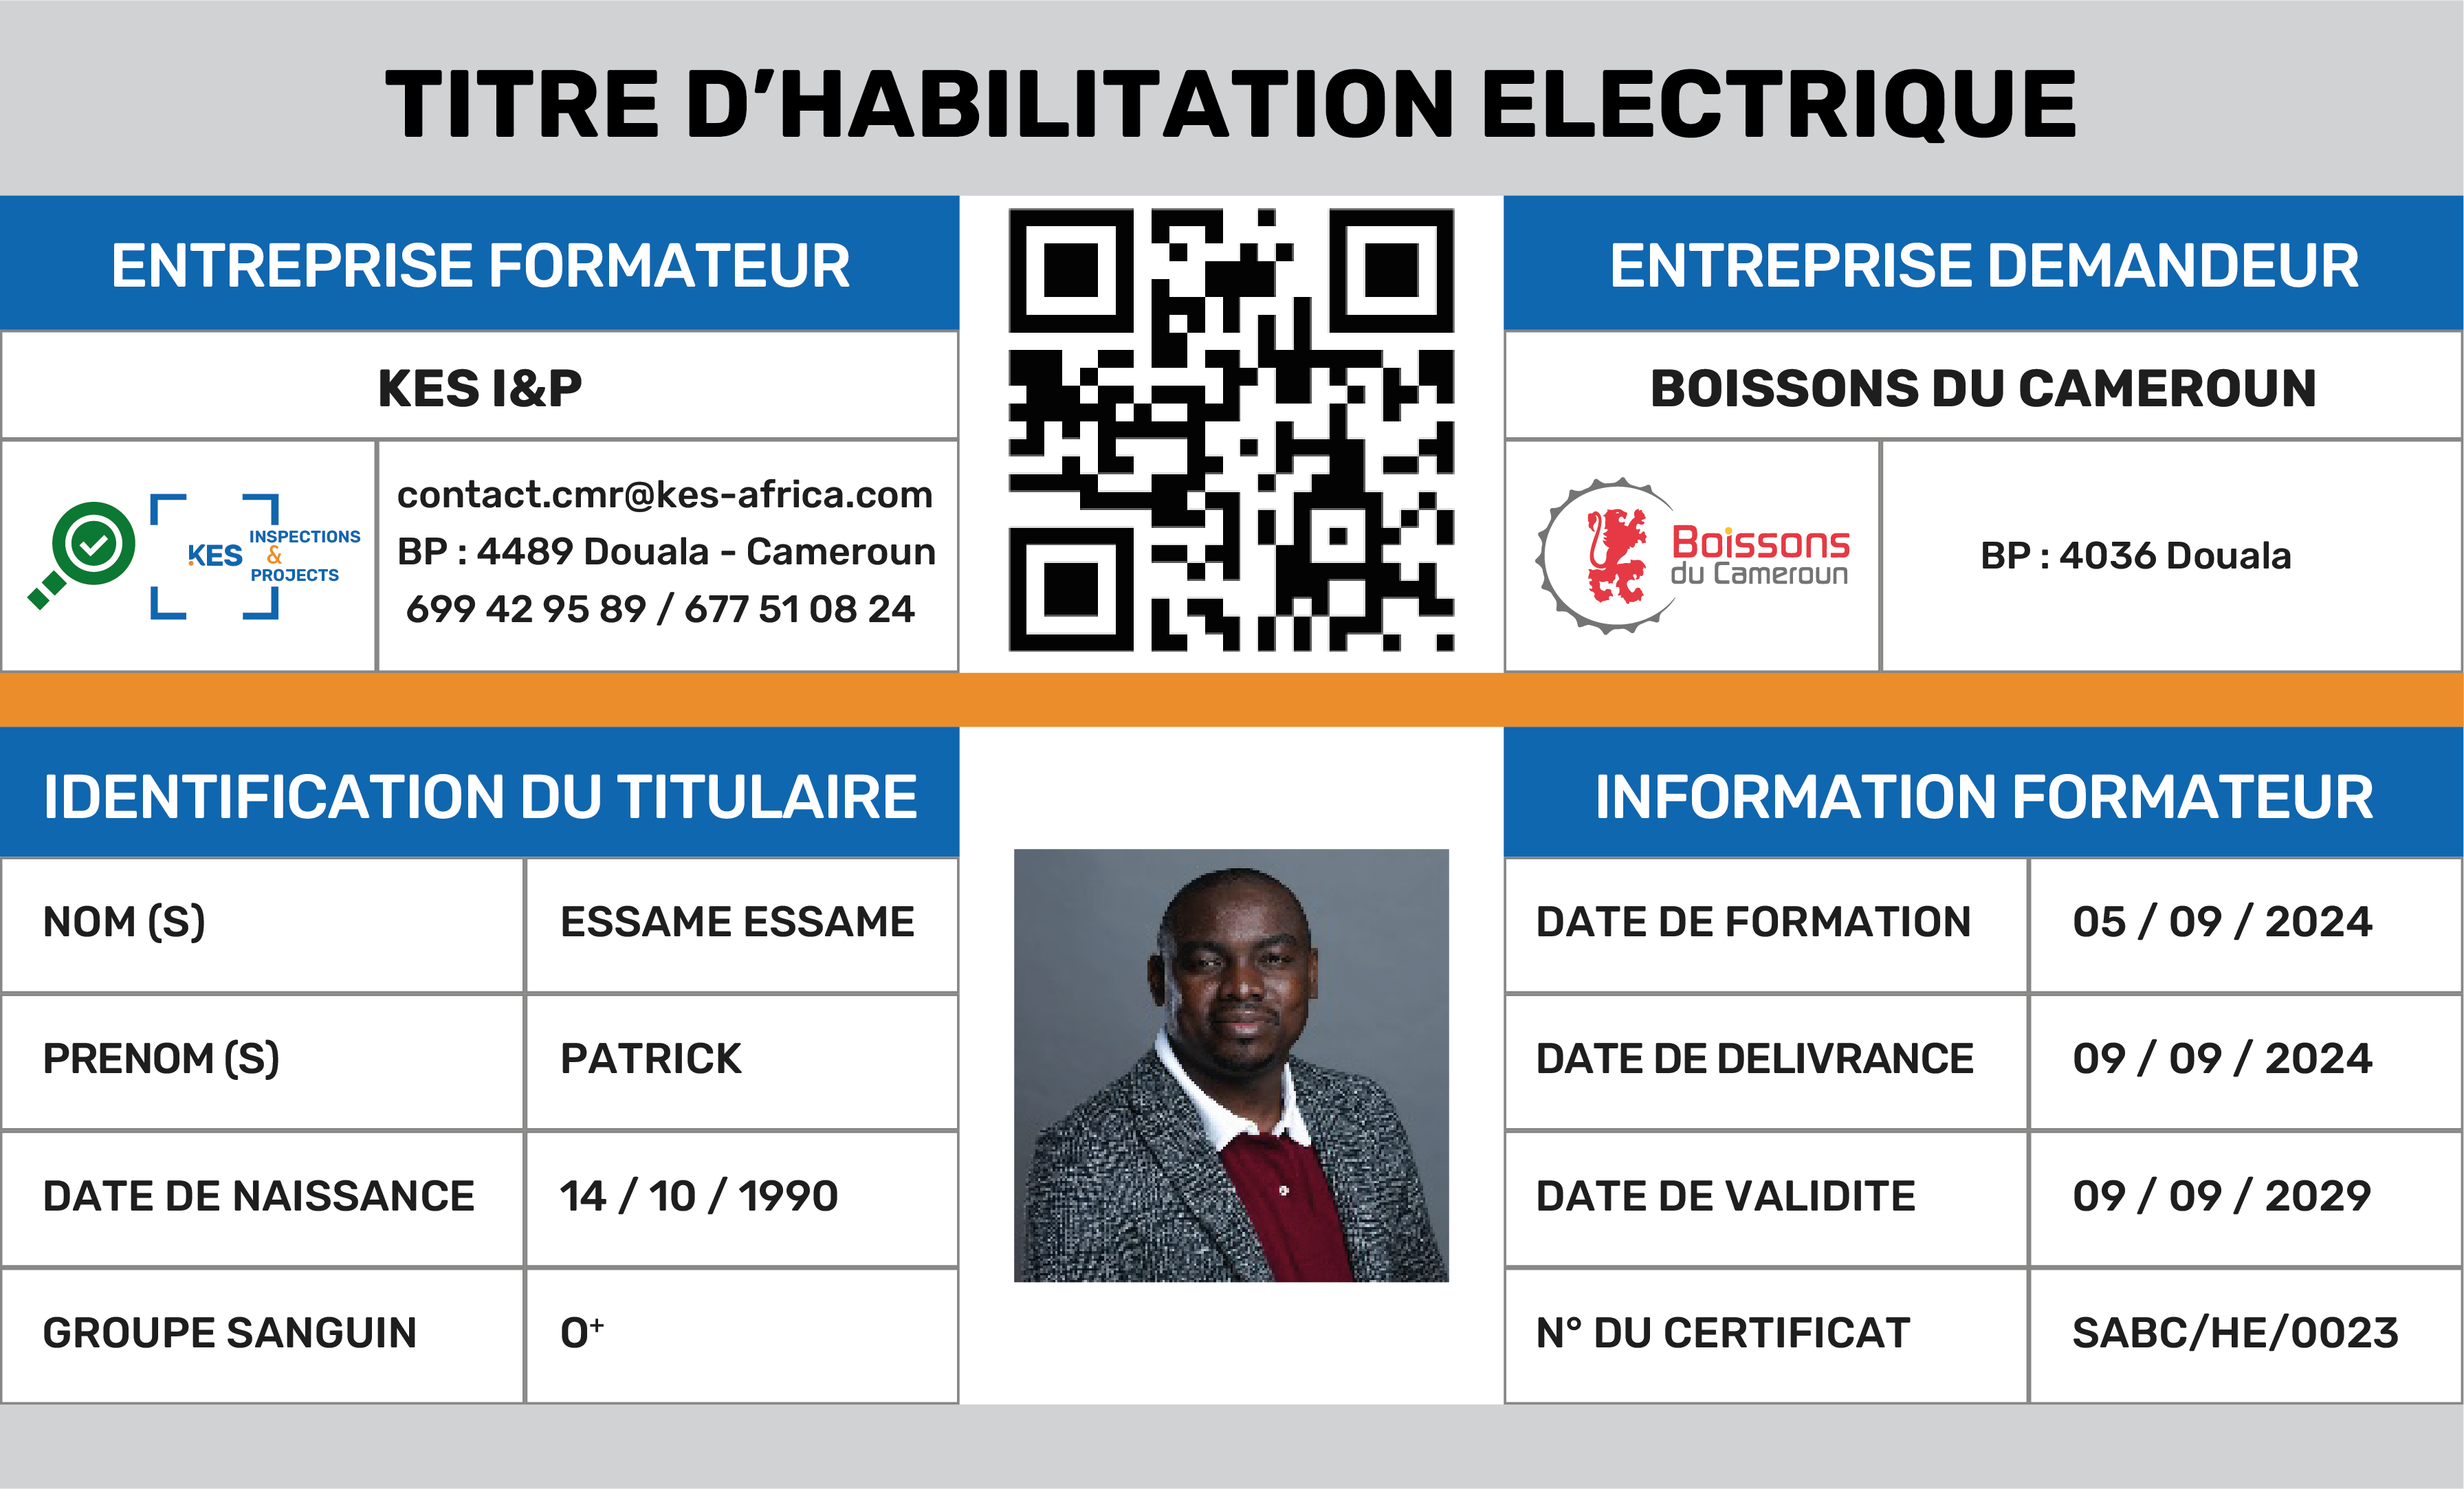 TITRE D’HABILITATION ELECTRIQUE
ENTREPRISE FORMATEUR
KES I&P
KES INSPECTIONS
&
PROJECTS
contact.cmr@kes-africa.com
BP : 4489 Douala - Cameroun
699 42 95 89 / 677 51 08 24
ENTREPRISE DEMANDEUR
BOISSONS DU CAMEROUN
Boissons
du Cameroun
BP : 4036 Douala
IDENTIFICATION DU TITULAIRE
NOM (S) ESSAME ESSAME
PRENOM (S) PATRICK
DATE DE NAISSANCE 14 / 10 / 1990
GROUPE SANGUIN O⁺
INFORMATION FORMATEUR
DATE DE FORMATION 05 / 09 / 2024
DATE DE DELIVRANCE 09 / 09 / 2024
DATE DE VALIDITE 09 / 09 / 2029
N° DU CERTIFICAT SABC/HE/0023